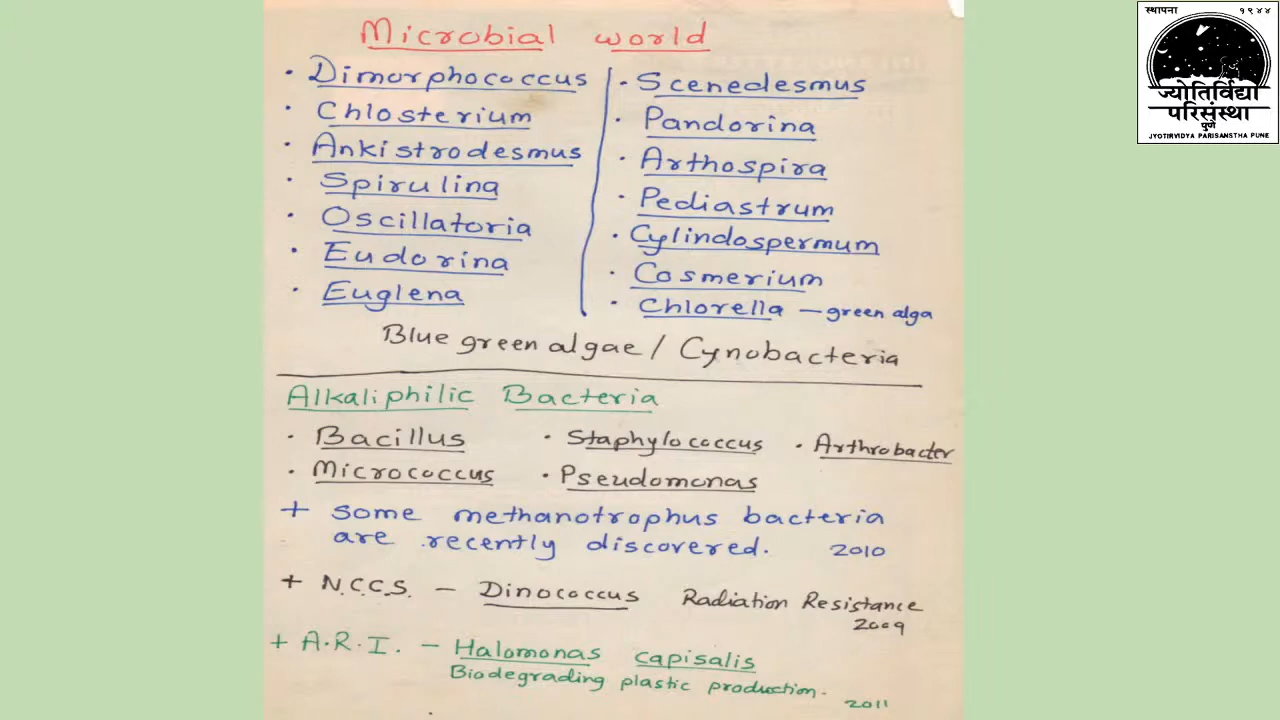 Microbial world
· Dimorphococcus
· Chlosterium
· Ankistrodesmus
· Spirulina
· Oscillatoria
· Eudorina
· Euglena
· Scenedesmus
· Pandorina
· Arthospira
· Pediastrum
· Cylindospermum
· Cosmerium
· Chlorella — green alga
Blue green algae / Cynobacteria
Alkaliphilic Bacteria
· Bacillus · Staphylococcus · Arthrobacter
· Micrococcus · Pseudomonas
+ some methanotrophus bacteria
are recently discovered. 2010
+ N.C.C.S. — Dinococcus Radiation Resistance
2009
+ A.R.I. — Halomonas capisalis
Biodegrading plastic production.
2011
स्थापना १९४४
ज्योतिर्विद्या
परिसंस्था
पुणे
JYOTIRVIDYA PARISANSTHA PUNE